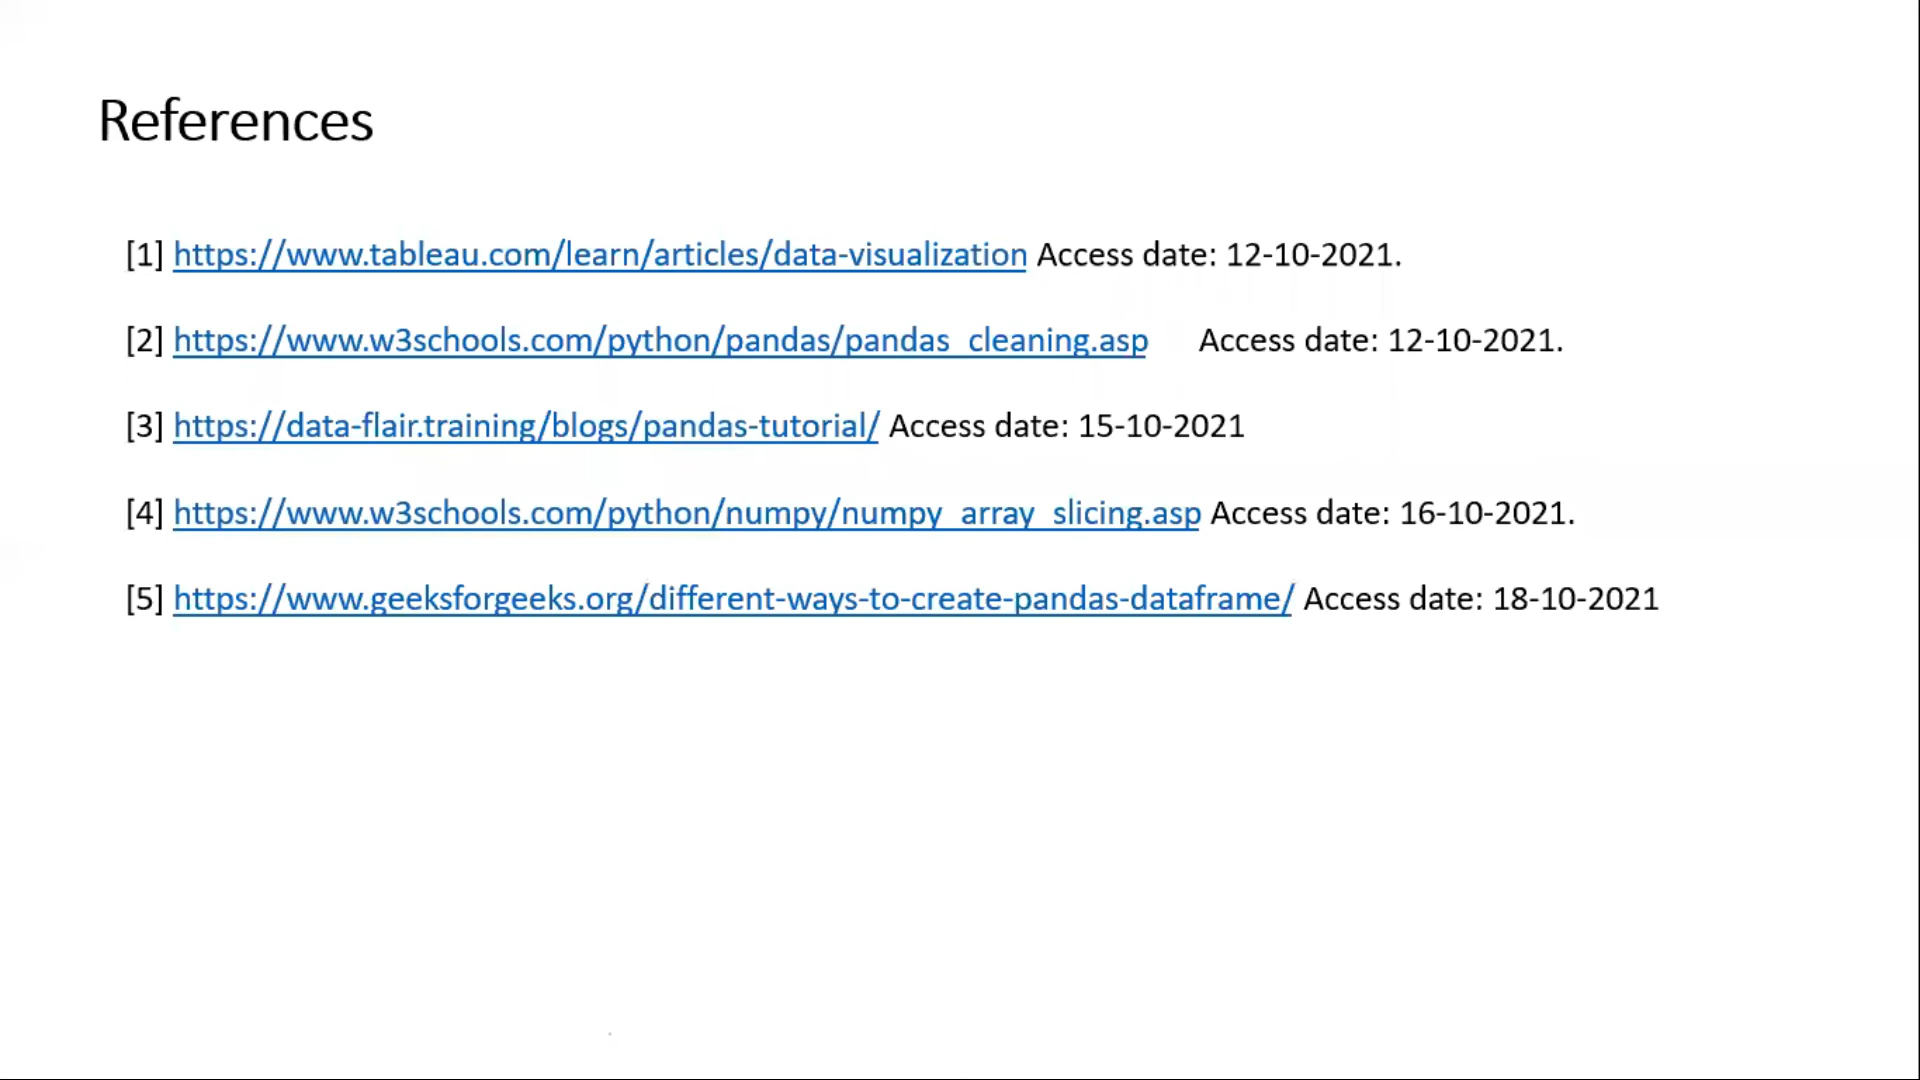 References
[1] https://www.tableau.com/learn/articles/data-visualization Access date: 12-10-2021.
[2] https://www.w3schools.com/python/pandas/pandas_cleaning.asp Access date: 12-10-2021.
[3] https://data-flair.training/blogs/pandas-tutorial/ Access date: 15-10-2021
[4] https://www.w3schools.com/python/numpy/numpy_array_slicing.asp Access date: 16-10-2021.
[5] https://www.geeksforgeeks.org/different-ways-to-create-pandas-dataframe/ Access date: 18-10-2021